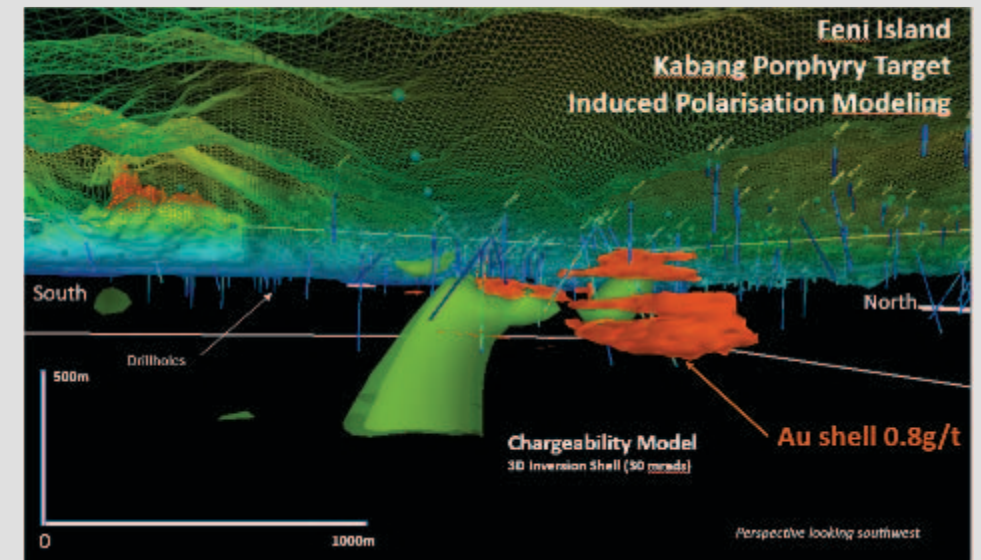 Feni Island
Kabang Porphyry Target
Induced Polarisation Modeling
South
North
Drillholes
500m
Au shell 0.8g/t
Chargeability Model
3D Inversion Shell (30 mrads)
Perspective looking southwest
0
1000m